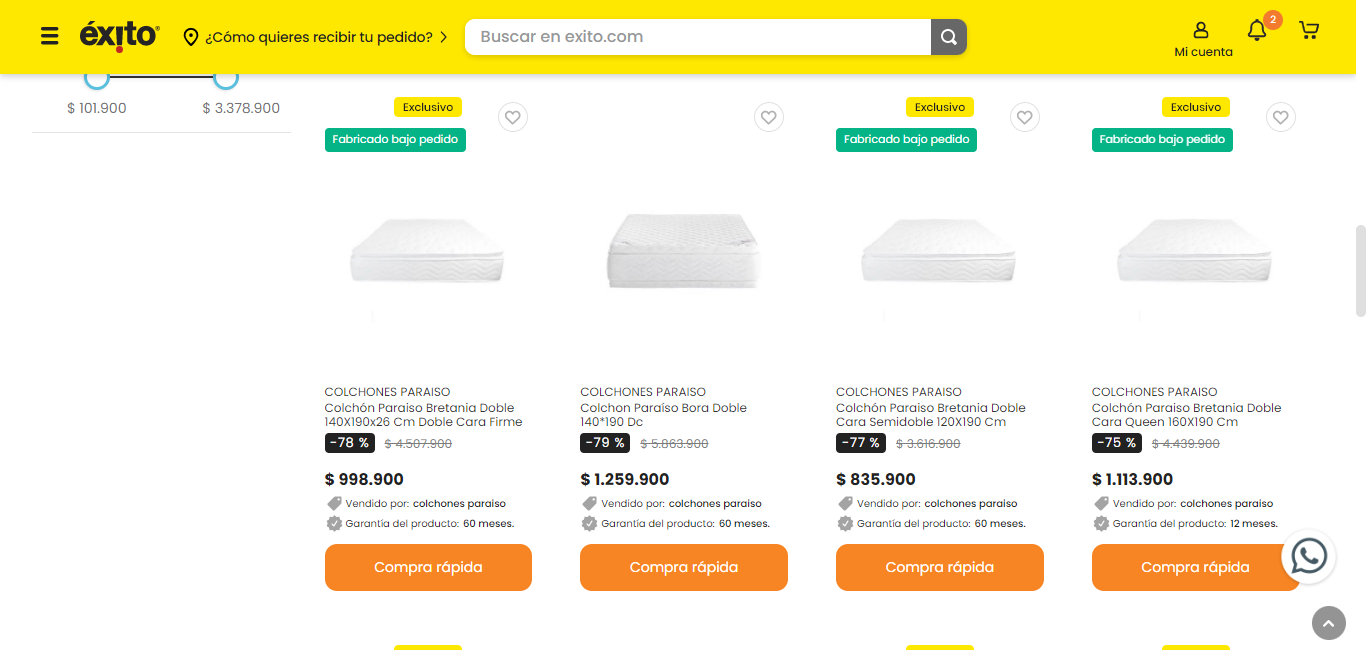 éxito
¿Cómo quieres recibir tu pedido?
Buscar en exito.com
Mi cuenta
2
$ 101.900
$ 3.378.900
Exclusivo
Fabricado bajo pedido
COLCHONES PARAISO
Colchón Paraiso Bretania Doble
140X190x26 Cm Doble Cara Firme
-78 %
$ 4.507.900
$ 998.900
Vendido por: colchones paraiso
Garantía del producto: 60 meses.
Compra rápida
COLCHONES PARAISO
Colchon Paraíso Bora Doble
140*190 Dc
-79 %
$ 5.863.900
$ 1.259.900
Vendido por: colchones paraiso
Garantía del producto: 60 meses.
Compra rápida
Exclusivo
Fabricado bajo pedido
COLCHONES PARAISO
Colchón Paraiso Bretania Doble
Cara Semidoble 120X190 Cm
-77 %
$ 3.616.900
$ 835.900
Vendido por: colchones paraiso
Garantía del producto: 60 meses.
Compra rápida
Exclusivo
Fabricado bajo pedido
COLCHONES PARAISO
Colchón Paraiso Bretania Doble
Cara Queen 160X190 Cm
-75 %
$ 4.439.900
$ 1.113.900
Vendido por: colchones paraiso
Garantía del producto: 12 meses.
Compra rápida